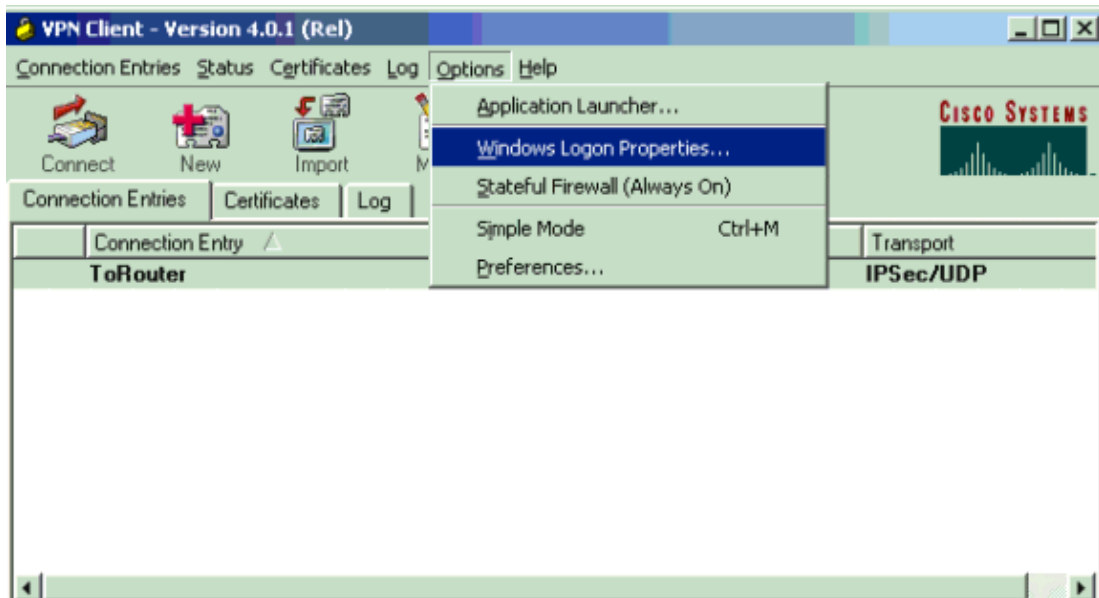 VPN Client - Version 4.0.1 (Rel)
Connection Entries Status Certificates Log Options Help
Application Launcher...
Windows Logon Properties...
Stateful Firewall (Always On)
Simple Mode Ctrl+M
Preferences...
Connect New Import
CISCO SYSTEMS
Connection Entries Certificates Log
Connection Entry Transport
ToRouter IPSec/UDP